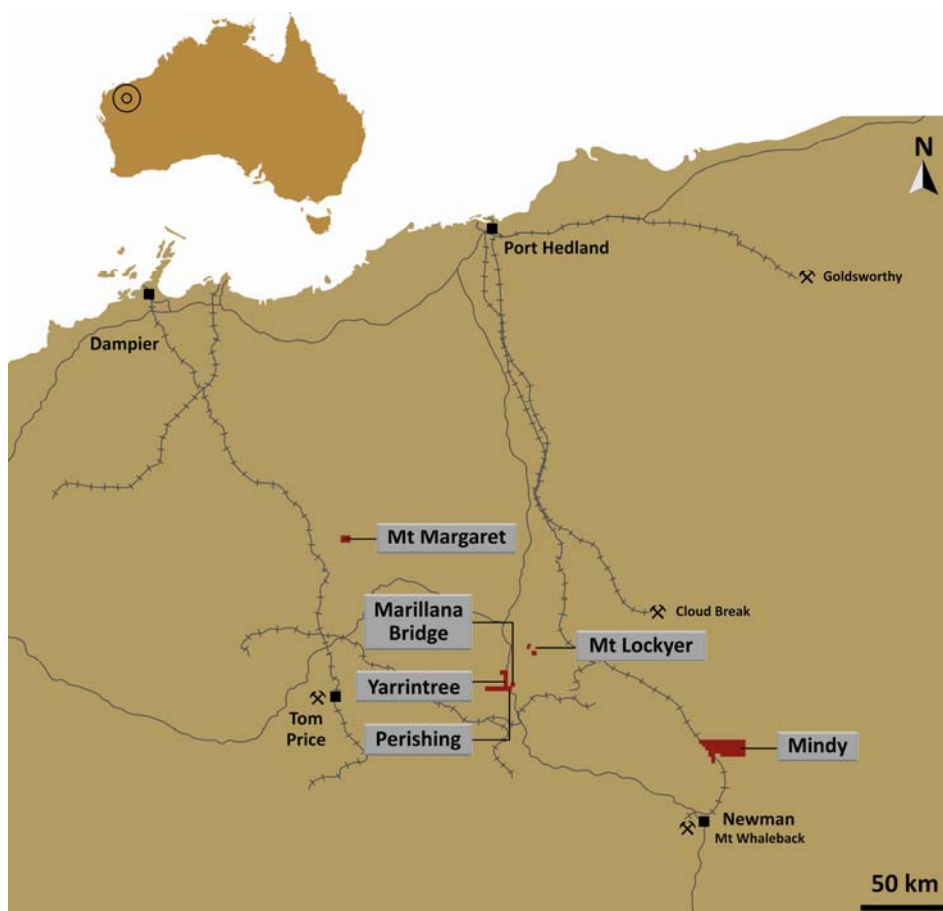 N
Port Hedland
Goldsworthy
Dampier
Mt Margaret
Marillana
Bridge
Cloud Break
Mt Lockyer
Yarrintree
Tom
Price
Perishing
Mindy
Newman
Mt Whaleback
50 km